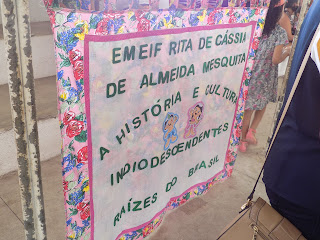 EMEIF RITA DE CÁSSIA
DE ALMEIDA MESQUITA
A HISTÓRIA E CULTURA
INDIODESCENDENTES
RAÍZES DO BRASIL